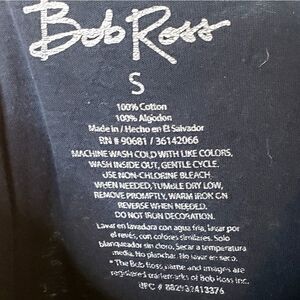 Bob Ross
S
100% Cotton
100% Algodon
Made in / Hecho en El Salvador
RN # 90681 / 36142066
MACHINE WASH COLD WITH LIKE COLORS,
WASH INSIDE OUT, GENTLE CYCLE.
USE NON-CHLORINE BLEACH.
WHEN NEEDED, TUMBLE DRY LOW,
REMOVE PROMPTLY, WARM IRON ON
REVERSE WHEN NEEDED.
DO NOT IRON DECORATION.
Lavar en lavadora con agua fria, lavar por
el revés, con colores similares. Solo
blanqueador sin cloro. Secar a temperatura
media. No planchar. No lavar en seco.
* The Bob Ross name and images are
registered trademarks of Bob Ross Inc.
UPC #